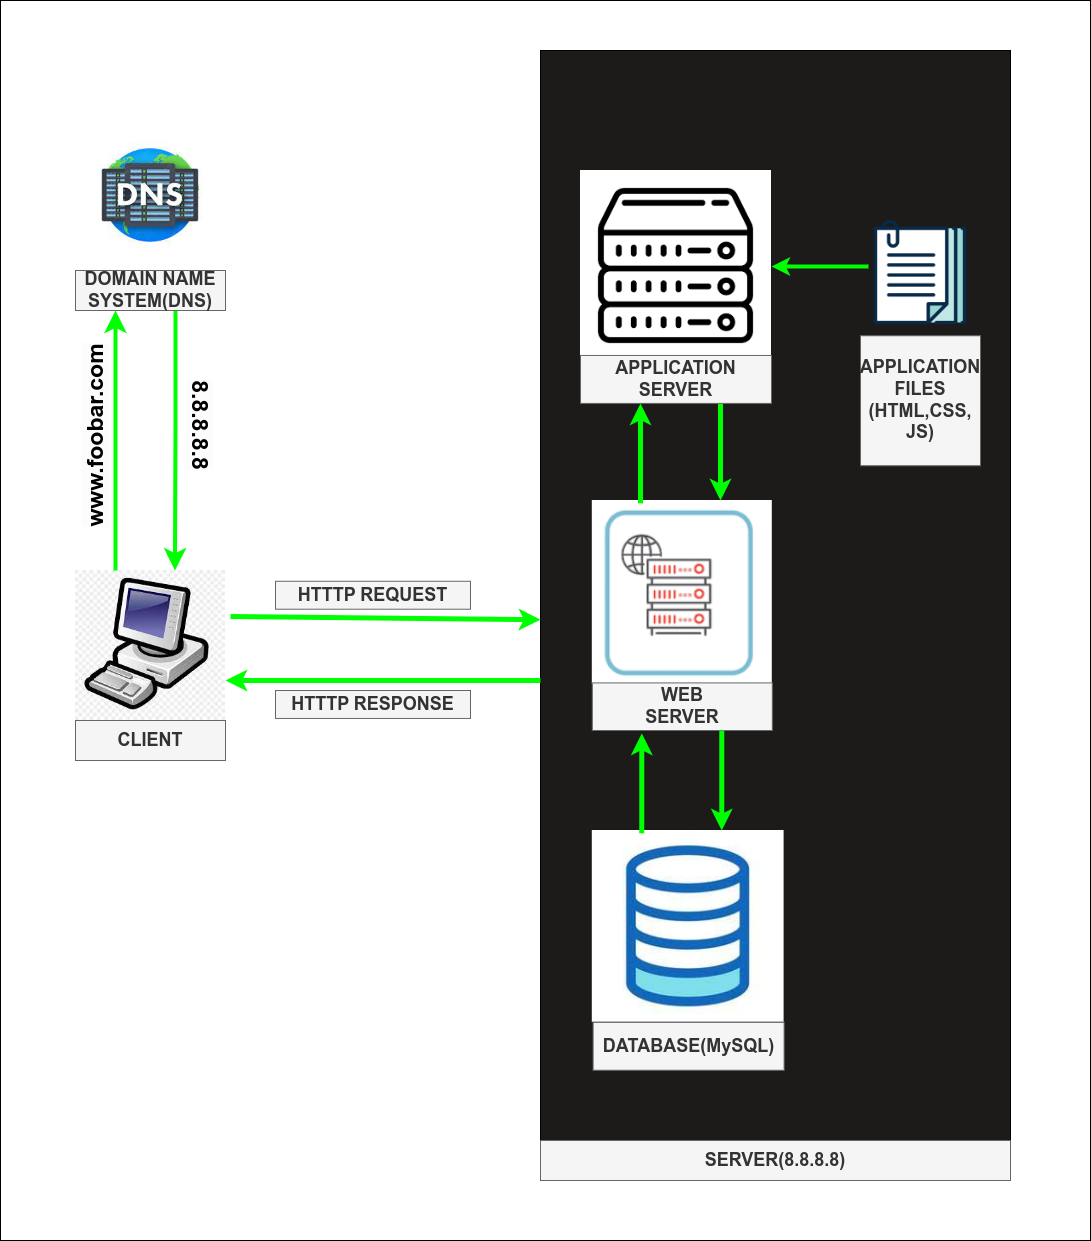 DNS
DOMAIN NAME
SYSTEM(DNS)
www.foobar.com
8.8.8.8.8
HTTTP REQUEST
HTTTP RESPONSE
CLIENT
APPLICATION
SERVER
APPLICATION
FILES
(HTML,CSS,
JS)
WEB
SERVER
DATABASE(MySQL)
SERVER(8.8.8.8)